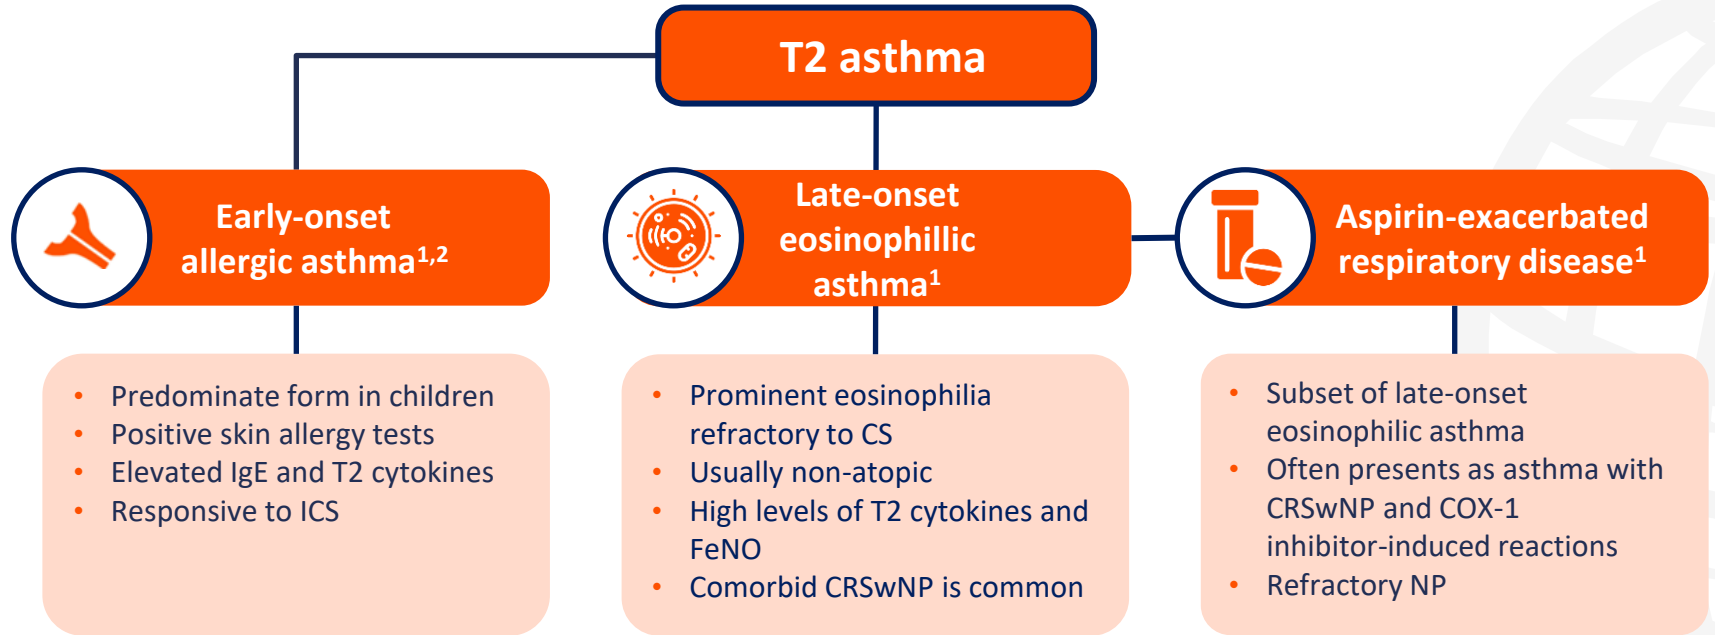 T2 asthma
Early-onset
allergic asthma1,2
• Predominate form in children
• Positive skin allergy tests
• Elevated IgE and T2 cytokines
• Responsive to ICS
Late-onset
eosinophillic
asthma1
• Prominent eosinophilia
refractory to CS
• Usually non-atopic
• High levels of T2 cytokines and
FeNO
• Comorbid CRSwNP is common
Aspirin-exacerbated
respiratory disease1
• Subset of late-onset
eosinophilic asthma
• Often presents as asthma with
CRSwNP and COX-1
inhibitor-induced reactions
• Refractory NP